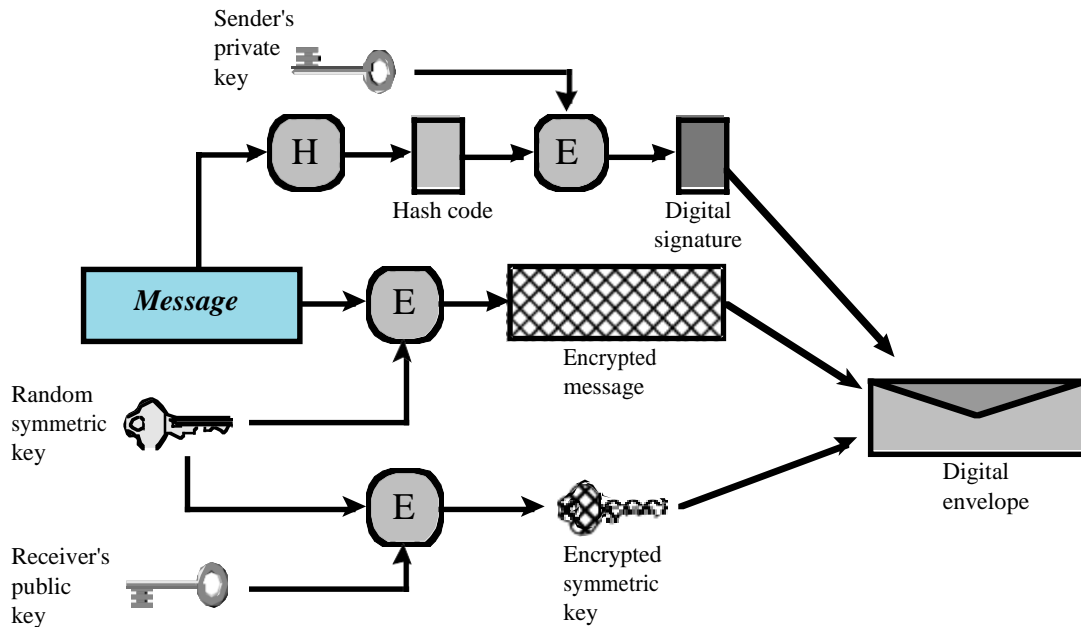 Sender's
private
key
H
E
Hash code
Digital
signature
Message
E
Encrypted
message
Random
symmetric
key
Digital
envelope
E
Receiver's
public
key
Encrypted
symmetric
key